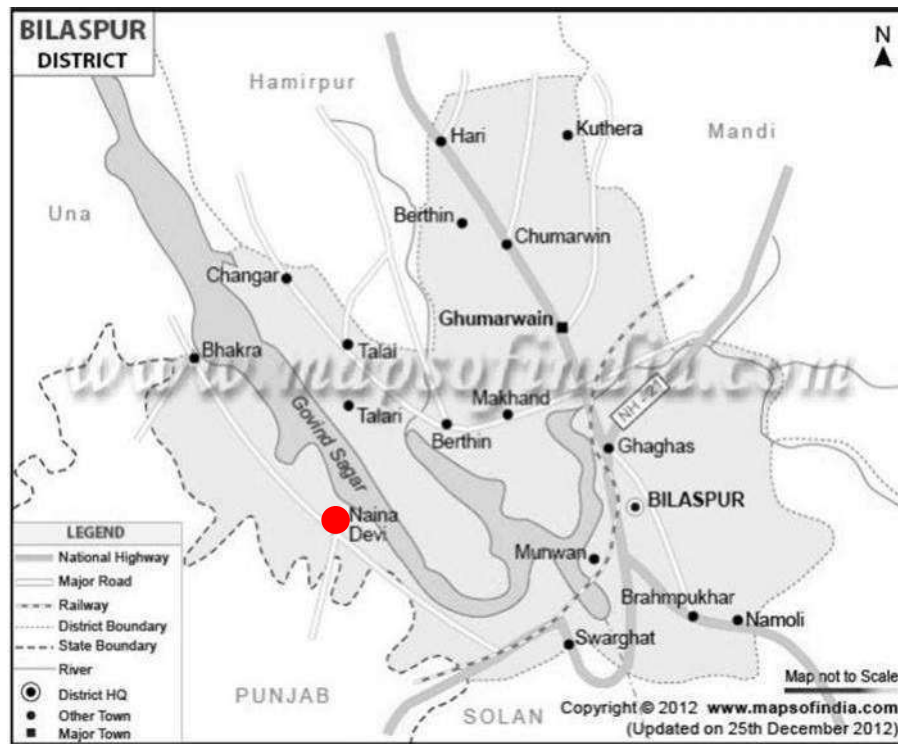 BILASPUR
DISTRICT
N
Hamirpur
Hari
Kuthera
Mandi
Una
Berthin
Chumarwin
Changar
Ghumarwain
Bhakra
Talai
www.mapsofindia.com
Talari
Makhand
Berthin
NH - 21
Govind Sagar
Ghaghas
BILASPUR
Naina
Devi
Munwan
Brahmpukhar
Namoli
Swarghat
LEGEND
National Highway
Major Road
Railway
District Boundary
State Boundary
River
District HQ
Other Town
Major Town
PUNJAB
SOLAN
Map not to Scale
Copyright © 2012 www.mapsofindia.com
(Updated on 25th December 2012)